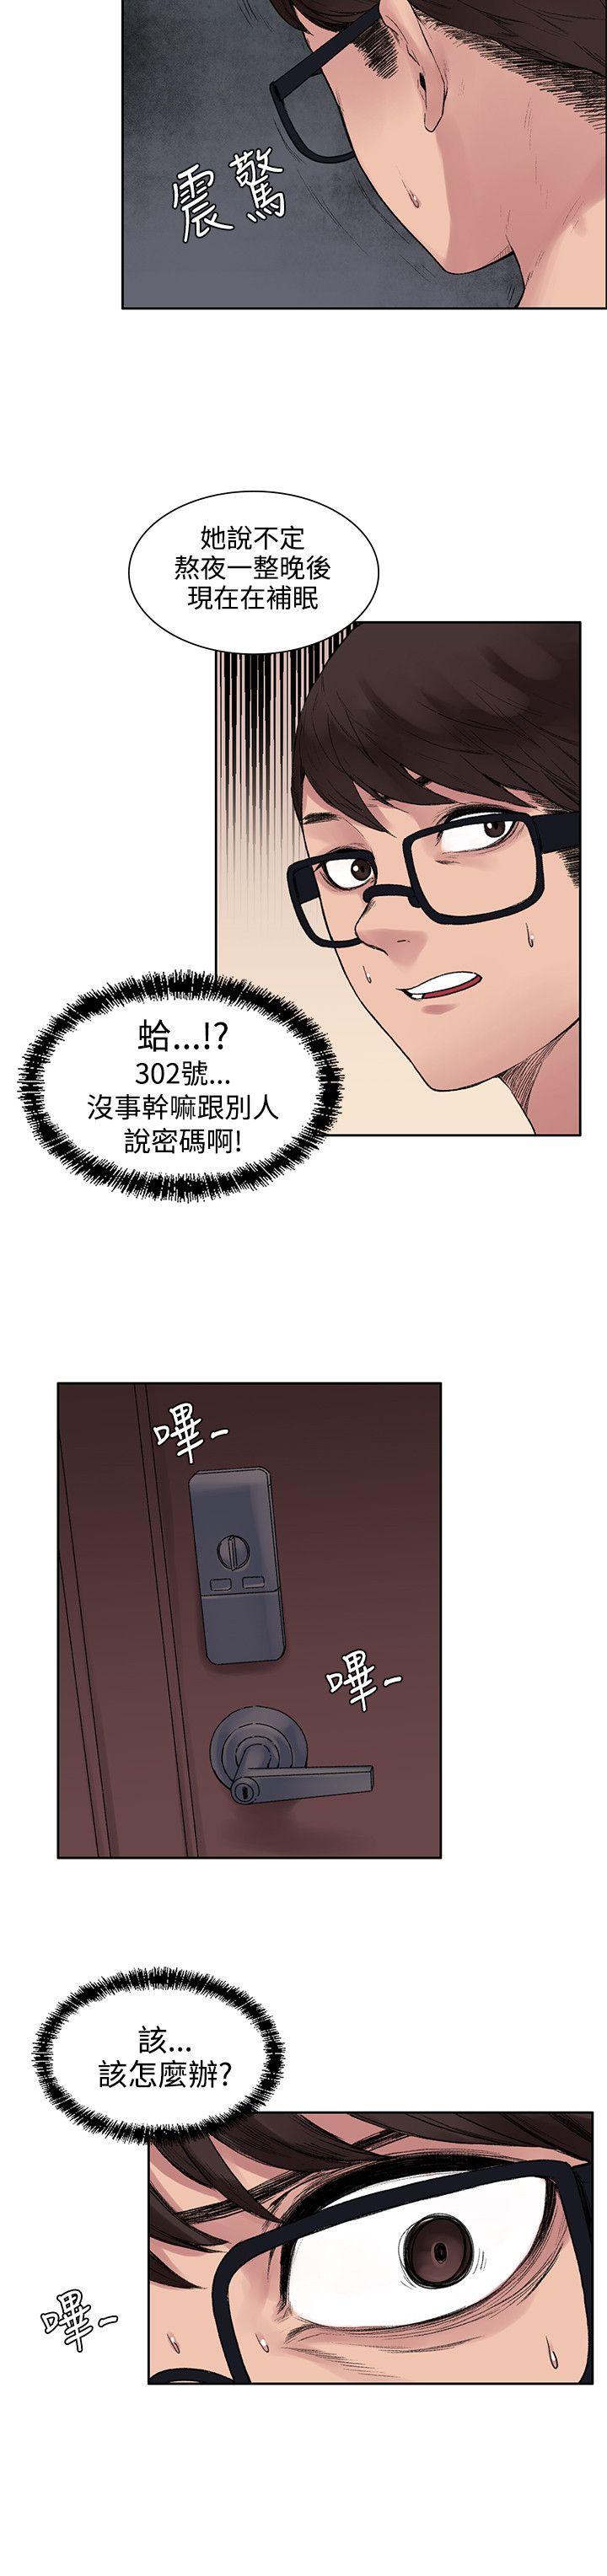 震驚
她說不定
熬夜一整晚後
現在在補眠
蛤...!?
302號...
沒事幹嘛跟別人
說密碼啊!
嗶-
嗶-
該...
該怎麼辦?
嗶-